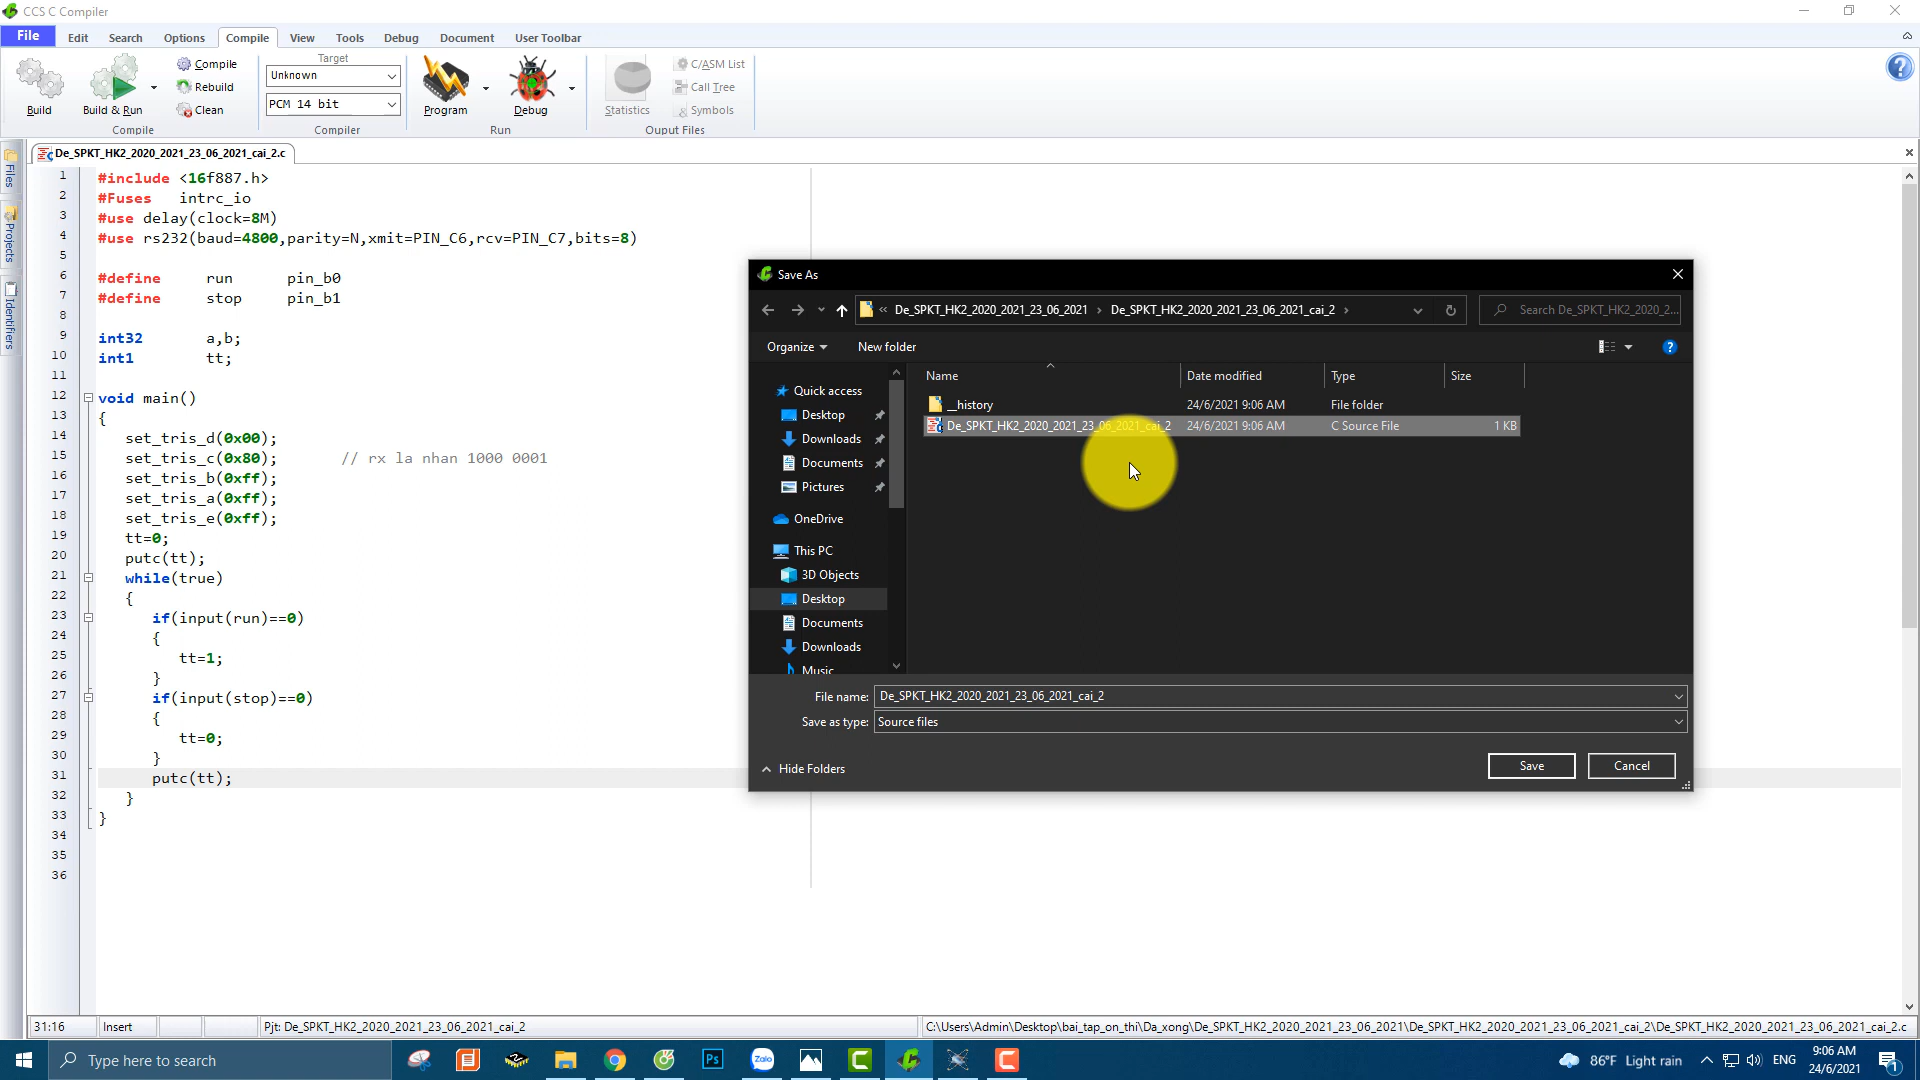 CCS C Compiler
File Edit Search Options Compile View Tools Debug Document User Toolbar
Build
Build & Run
Compile
Rebuild
Clean
Compile
Target
Unknown
PCM 14 bit
Compiler
Program
Debug
Run
Statistics
C/ASM List
Call Tree
Symbols
Ouput Files
De_SPKT_HK2_2020_2021_23_06_2021_cai_2.c
Files
Projects
Identifiers
1 #include <16f887.h>
2 #Fuses intrc_io
3 #use delay(clock=8M)
4 #use rs232(baud=4800,parity=N,xmit=PIN_C6,rcv=PIN_C7,bits=8)
5
6 #define run pin_b0
7 #define stop pin_b1
8
9 int32 a,b;
10 int1 tt;
11
12 void main()
13 {
14 set_tris_d(0x00);
15 set_tris_c(0x80); // rx la nhan 1000 0001
16 set_tris_b(0xff);
17 set_tris_a(0xff);
18 set_tris_e(0xff);
19 tt=0;
20 putc(tt);
21 while(true)
22 {
23 if(input(run)==0)
24 {
25 tt=1;
26 }
27 if(input(stop)==0)
28 {
29 tt=0;
30 }
31 putc(tt);
32 }
33 }
34
35
36
Save As
« De_SPKT_HK2_2020_2021_23_06_2021 › De_SPKT_HK2_2020_2021_23_06_2021_cai_2 ›
Search De_SPKT_HK2_2020_2...
Organize New folder
Quick access
Desktop
Downloads
Documents
Pictures
OneDrive
This PC
3D Objects
Desktop
Documents
Downloads
Music
Name Date modified Type Size
__history 24/6/2021 9:06 AM File folder
De_SPKT_HK2_2020_2021_23_06_2021_cai_2 24/6/2021 9:06 AM C Source File 1 KB
File name: De_SPKT_HK2_2020_2021_23_06_2021_cai_2
Save as type: Source files
Hide Folders
Save
Cancel
31:16 Insert Pjt: De_SPKT_HK2_2020_2021_23_06_2021_cai_2 C:\Users\Admin\Desktop\bai_tap_on_thi\Da_xong\De_SPKT_HK2_2020_2021_23_06_2021\De_SPKT_HK2_2020_2021_23_06_2021_cai_2\De_SPKT_HK2_2020_2021_23_06_2021_cai_2.c
Type here to search
Ps
Zalo
86°F Light rain
ENG
9:06 AM
24/6/2021
1